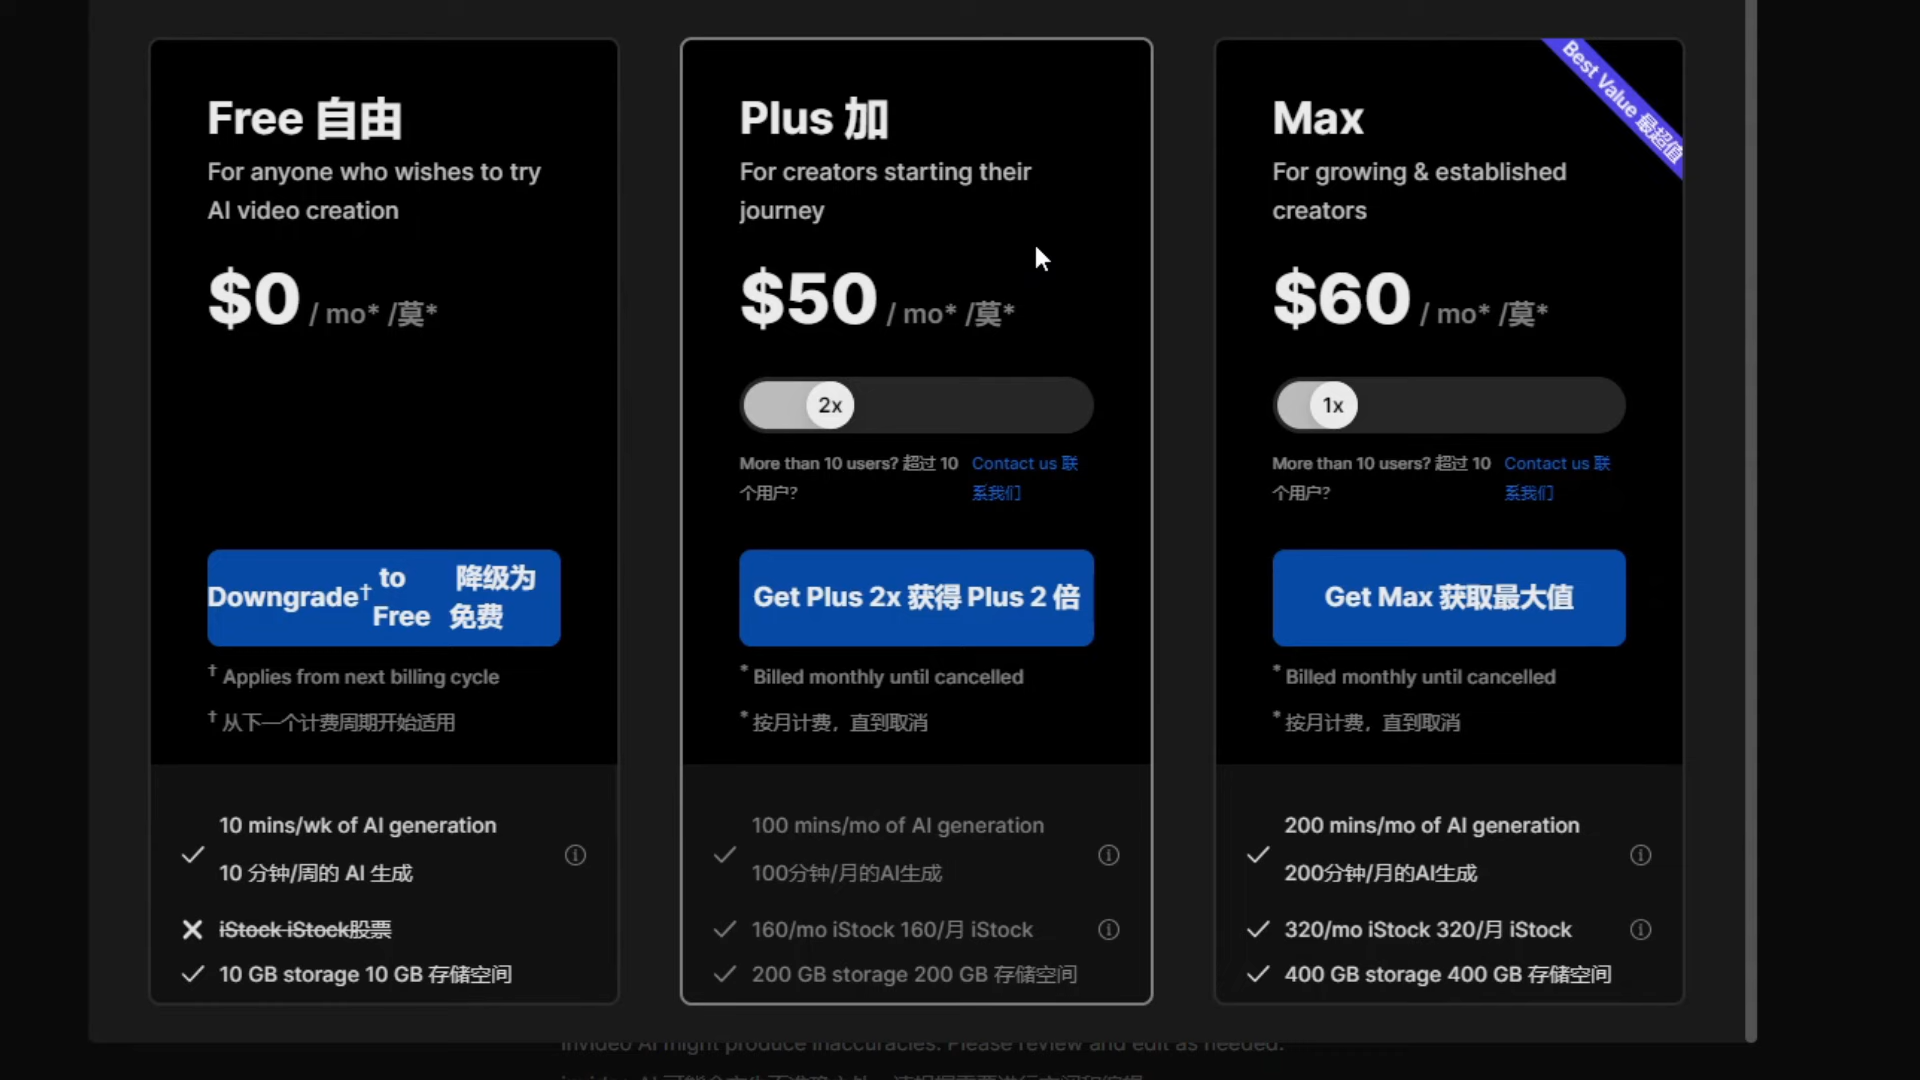 Best Value 最超值
Free 自由
For anyone who wishes to try
AI video creation
$0 / mo* /莫*
Downgrade† to Free 降级为免费
† Applies from next billing cycle
† 从下一个计费周期开始适用
10 mins/wk of AI generation
10 分钟/周的 AI 生成
iStock iStock股票
10 GB storage 10 GB 存储空间
Plus 加
For creators starting their
journey
$50 / mo* /莫*
2x
More than 10 users? 超过 10
个用户?
Contact us 联
系我们
Get Plus 2x 获得 Plus 2 倍
* Billed monthly until cancelled
* 按月计费，直到取消
100 mins/mo of AI generation
100分钟/月的AI生成
160/mo iStock 160/月 iStock
200 GB storage 200 GB 存储空间
Max
For growing & established
creators
$60 / mo* /莫*
1x
More than 10 users? 超过 10
个用户?
Contact us 联
系我们
Get Max 获取最大值
* Billed monthly until cancelled
* 按月计费，直到取消
200 mins/mo of AI generation
200分钟/月的AI生成
320/mo iStock 320/月 iStock
400 GB storage 400 GB 存储空间
invideo AI might produce inaccuracies. Please review and edit as needed.